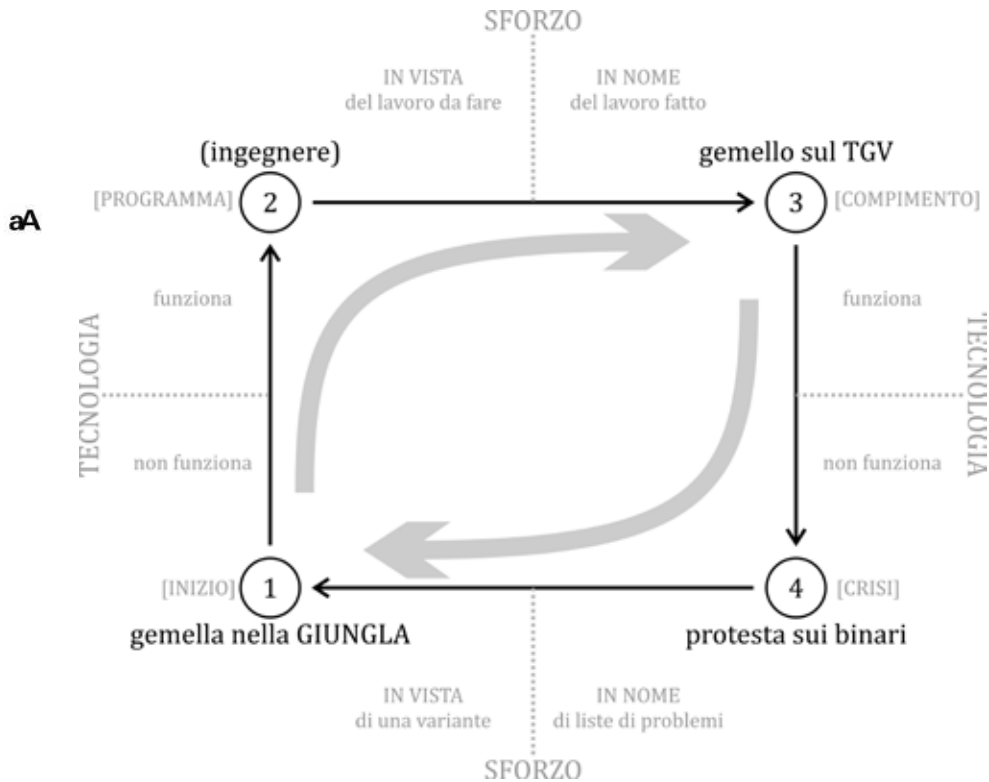 SFORZO
IN VISTA
del lavoro da fare
IN NOME
del lavoro fatto
(ingegnere)
gemello sul TGV
[PROGRAMMA]
2
3
[COMPIMENTO]
aA
funziona
funziona
TECNOLOGIA
TECNOLOGIA
non funziona
non funziona
[INIZIO]
1
4
[CRISI]
gemella nella GIUNGLA
protesta sui binari
IN VISTA
di una variante
IN NOME
di liste di problemi
SFORZO